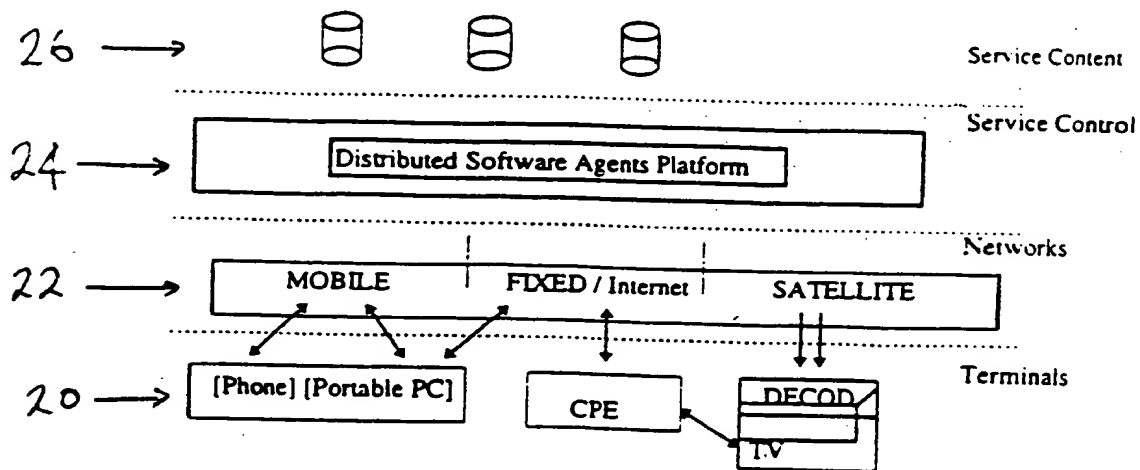 26
Service Content
Service Control
24
Distributed Software Agents Platform
Networks
22
MOBILE
FIXED / Internet
SATELLITE
Terminals
20
[Phone] [Portable PC]
CPE
DECOD
TV